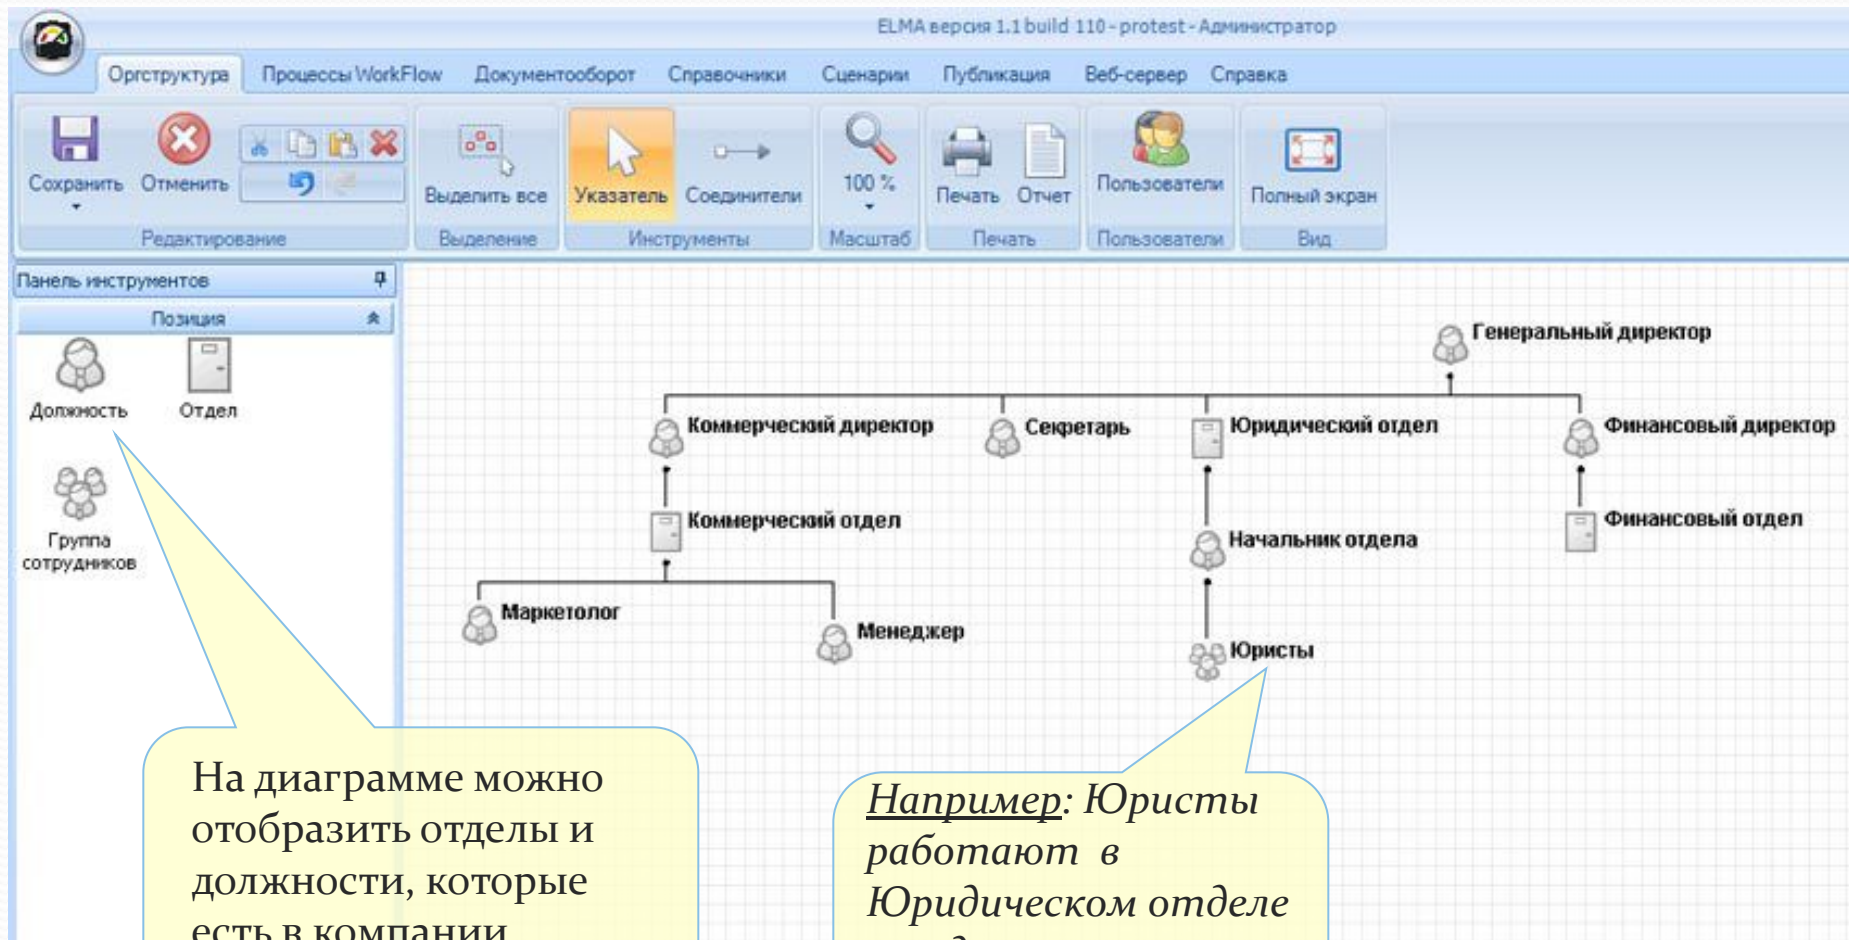 ELMA версия 1.1 build 110 - protest - Администратор
Оргструктура Процессы WorkFlow Документооборот Справочники Сценарии Публикация Веб-сервер Справка
Сохранить Отменить Выделить все Указатель Соединители 100 % Печать Отчет Пользователи Полный экран
Редактирование Выделение Инструменты Масштаб Печать Пользователи Вид
Панель инструментов
Позиция
Должность Отдел
Группа
сотрудников
Генеральный директор
Коммерческий директор Секретарь Юридический отдел Финансовый директор
Коммерческий отдел Начальник отдела Финансовый отдел
Маркетолог Менеджер Юристы
На диаграмме можно
отобразить отделы и
должности, которые
есть в компании
Например: Юристы
работают в
Юридическом отделе